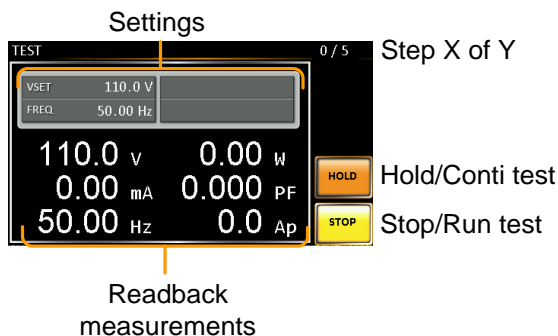 Settings
TEST
0 / 5
Step X of Y
VSET 110.0 V
FREQ 50.00 Hz
110.0 V 0.00 W
0.00 mA 0.000 PF
50.00 Hz 0.0 Ap
HOLD
Hold/Conti test
STOP
Stop/Run test
Readback
measurements